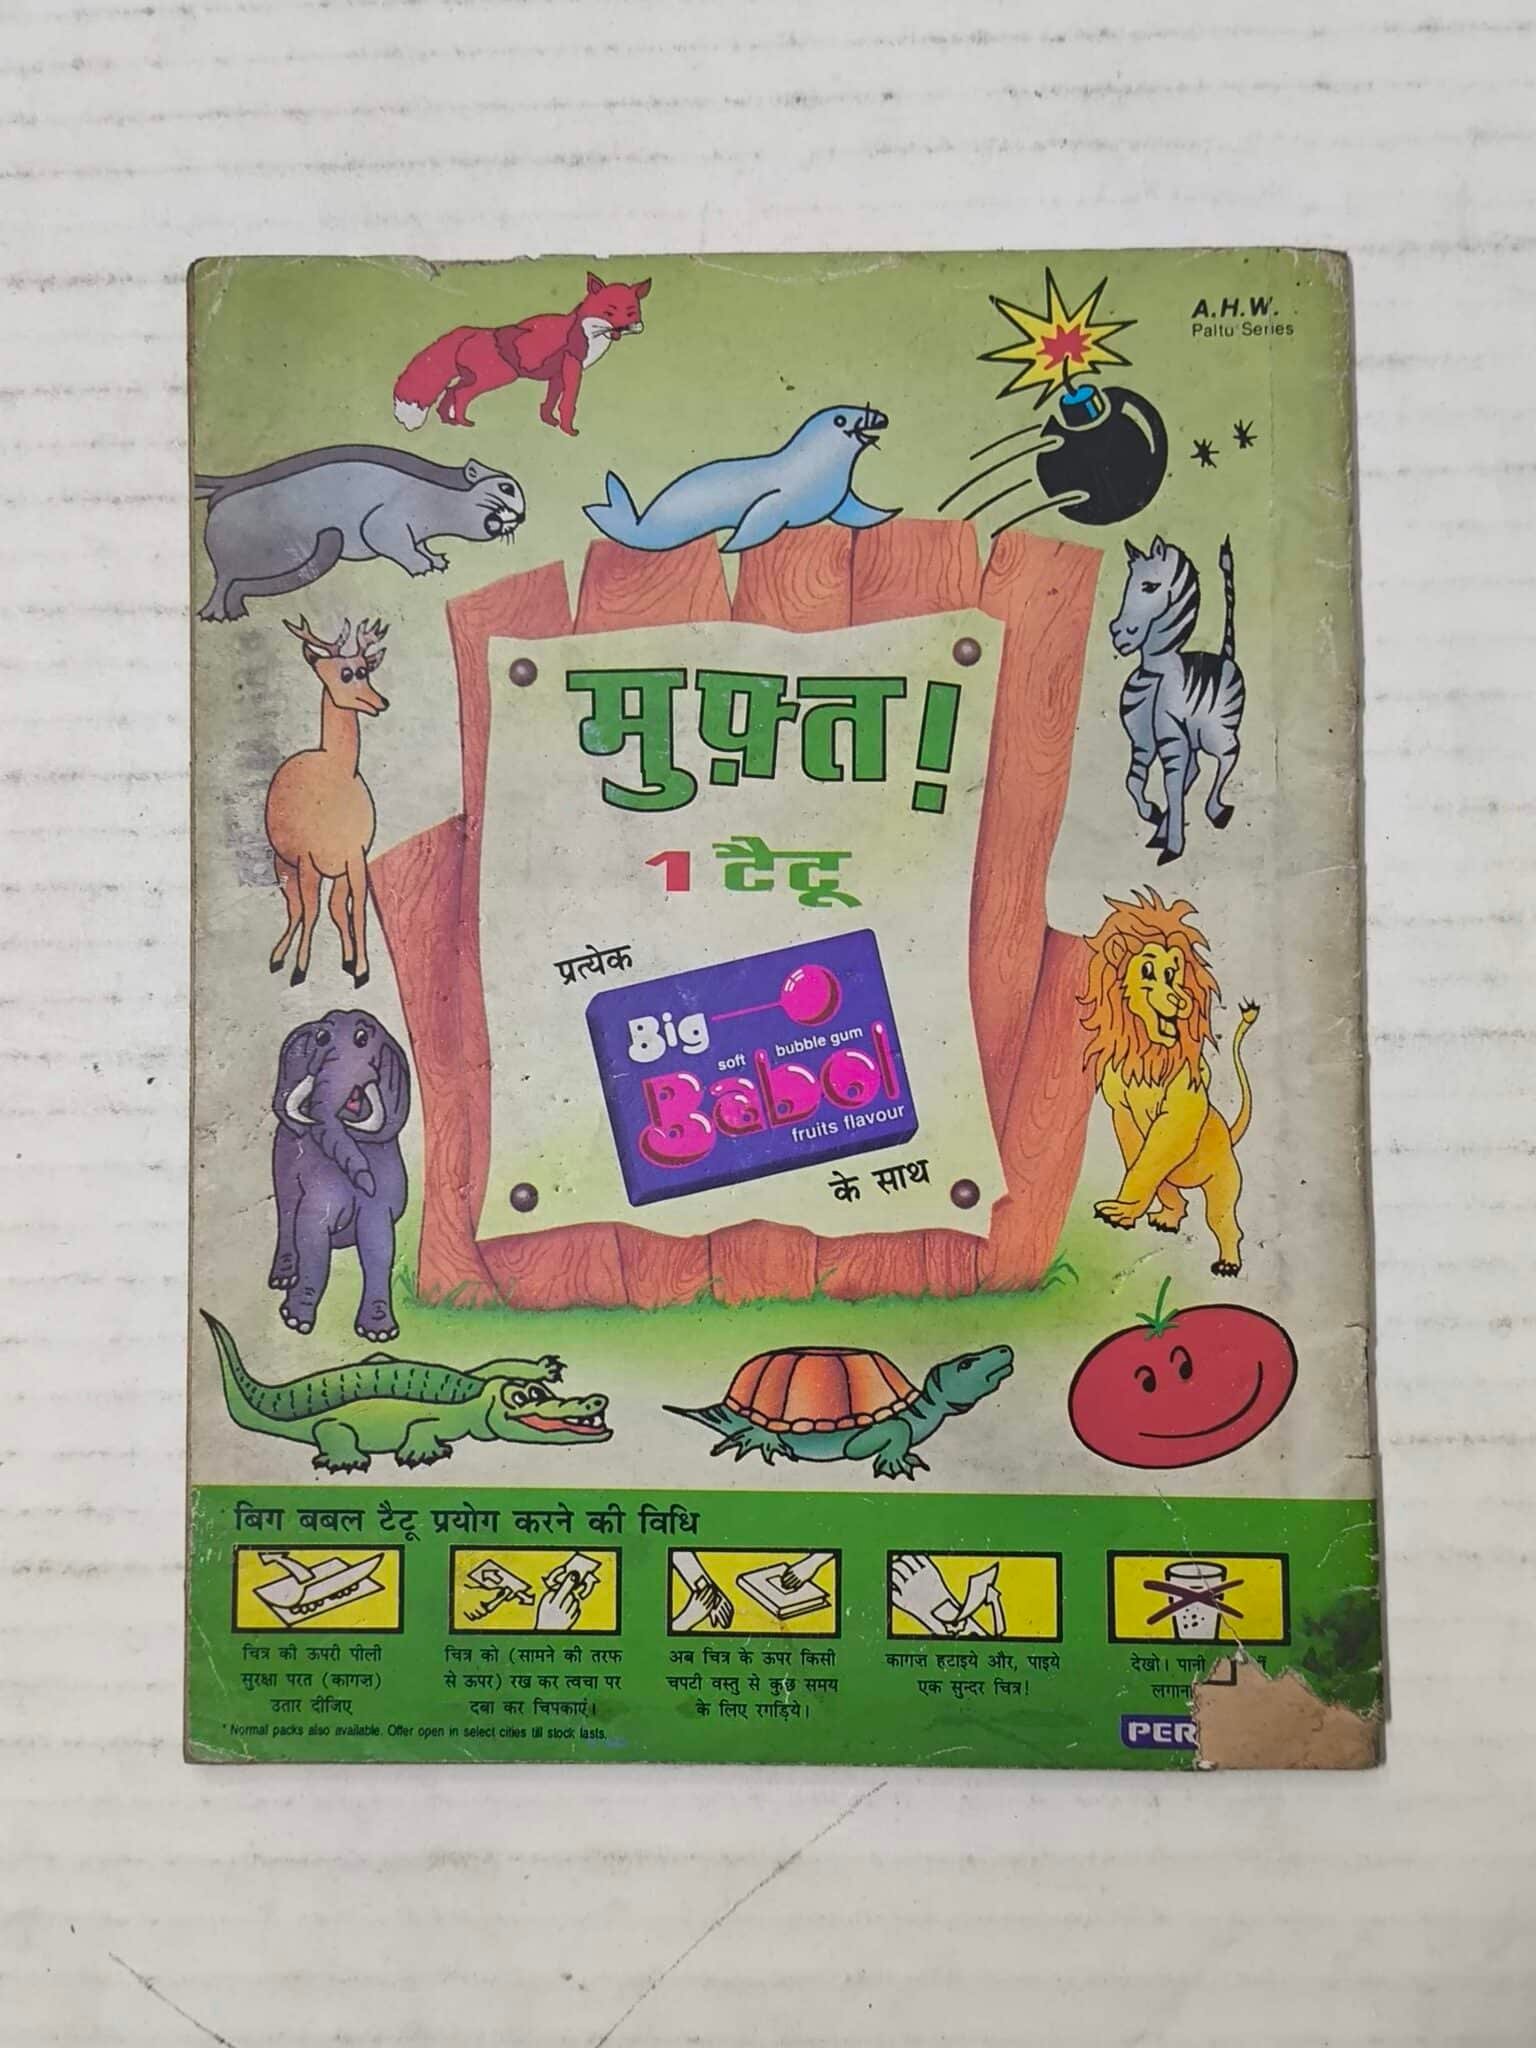 A.H.W.
Paltu Series
मुफ़्त!
1 टैटू
प्रत्येक
Big
soft bubble gum
Babol
fruits flavour
के साथ
बिग बबल टैटू प्रयोग करने की विधि
चित्र की ऊपरी पीली
सुरक्षा परत (कागज़)
उतार दीजिए
चित्र को (सामने की तरफ
से ऊपर) रख कर त्वचा पर
दबा कर चिपकाएं।
अब चित्र के ऊपर किसी
चपटी वस्तु से कुछ समय
के लिए रगड़िये।
कागज़ हटाइये और, पाइये
एक सुन्दर चित्र!
देखो। पानी
* Normal packs also available. Offer open in select cities till stock lasts.